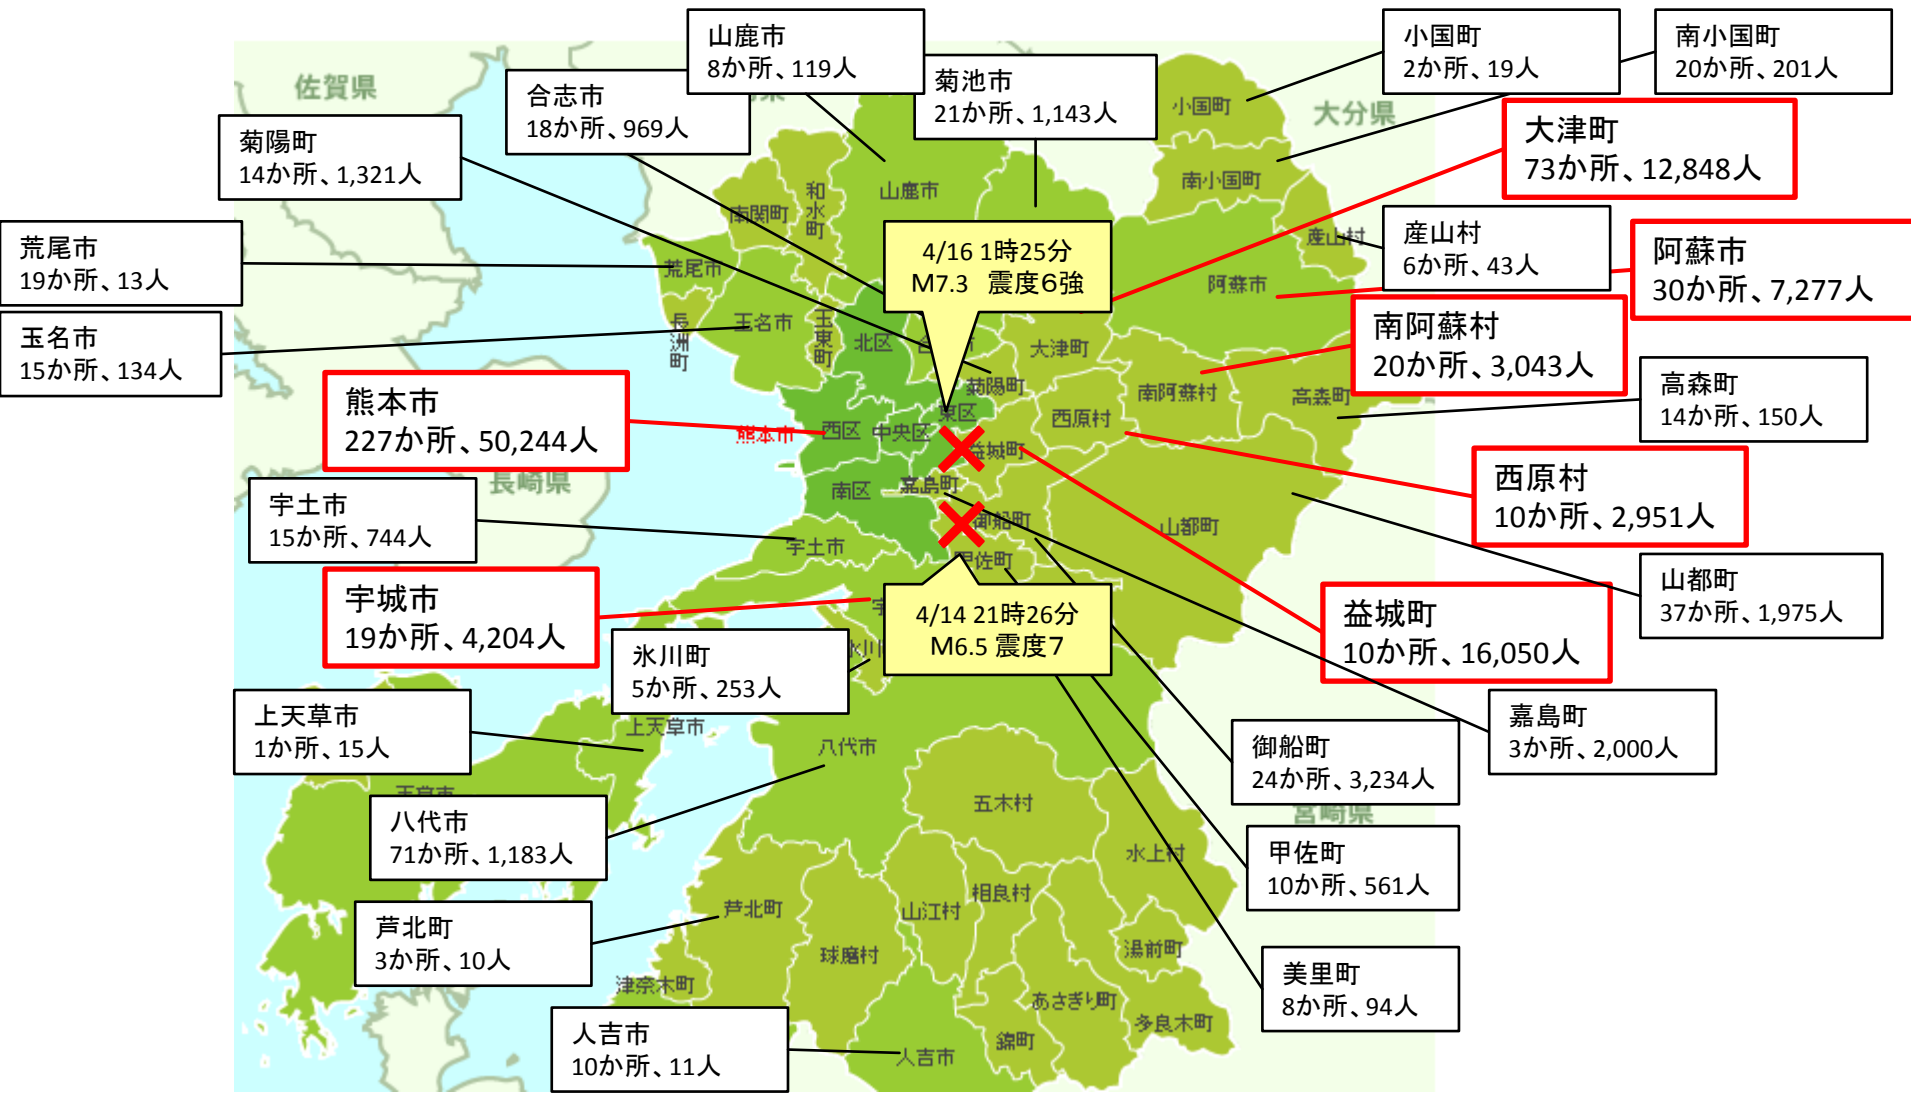 山鹿市
8か所、119人
小国町
2か所、19人
南小国町
20か所、201人
合志市
18か所、969人
菊池市
21か所、1,143人
大津町
73か所、12,848人
菊陽町
14か所、1,321人
荒尾市
19か所、13人
産山村
6か所、43人
阿蘇市
30か所、7,277人
4/16 1時25分
M7.3 震度6強
玉名市
15か所、134人
南阿蘇村
20か所、3,043人
熊本市
227か所、50,244人
高森町
14か所、150人
西原村
10か所、2,951人
宇土市
15か所、744人
山都町
37か所、1,975人
宇城市
19か所、4,204人
4/14 21時26分
M6.5 震度7
益城町
10か所、16,050人
氷川町
5か所、253人
嘉島町
3か所、2,000人
上天草市
1か所、15人
御船町
24か所、3,234人
八代市
71か所、1,183人
甲佐町
10か所、561人
芦北町
3か所、10人
美里町
8か所、94人
人吉市
10か所、11人
佐賀県
大分県
長崎県
宮崎県
小国町
南小国町
産山村
阿蘇市
山鹿市
和水町
南関町
荒尾市
長洲町
玉名市
玉東町
北区
大津町
菊陽町
南阿蘇村
高森町
西原村
東区
中央区
西区
熊本市
益城町
南区
嘉島町
御船町
山都町
宇土市
甲佐町
上天草市
八代市
五木村
水上村
相良村
山江村
芦北町
球磨村
湯前町
津奈木町
あさぎり町
多良木町
錦町
人吉市